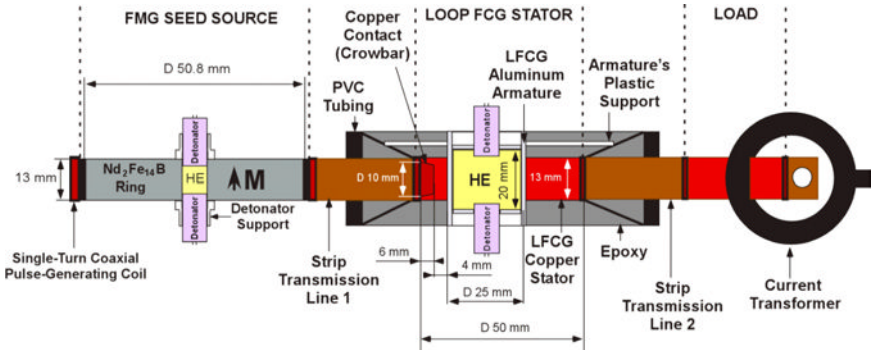 FMG SEED SOURCE
Copper
Contact
(Crowbar)
LOOP FCG STATOR
LOAD
D 50.8 mm
PVC
Tubing
LFCG
Aluminum
Armature
Armature's
Plastic
Support
Detonator
Detonator
13 mm
Nd2Fe14B
Ring
HE
M
D 10 mm
HE
20 mm
13 mm
Detonator
Detonator
Detonator
Support
Single-Turn Coaxial
Pulse-Generating Coil
Strip
Transmission
Line 1
6 mm
4 mm
D 25 mm
D 50 mm
LFCG
Copper
Stator
Epoxy
Strip
Transmission
Line 2
Current
Transformer